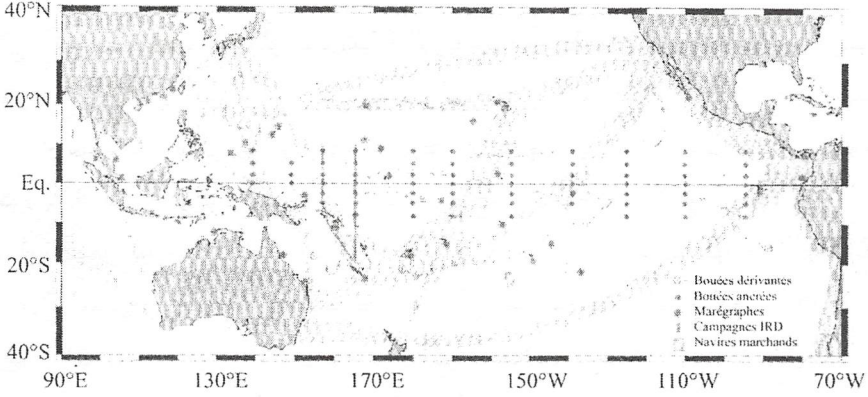 40°N
20°N
Eq.
20°S
40°S
Bouées dérivantes
Bouées ancrées
Marégraphes
Campagnes IRD
Navires marchands
90°E 130°E 170°E 150°W 110°W 70°W